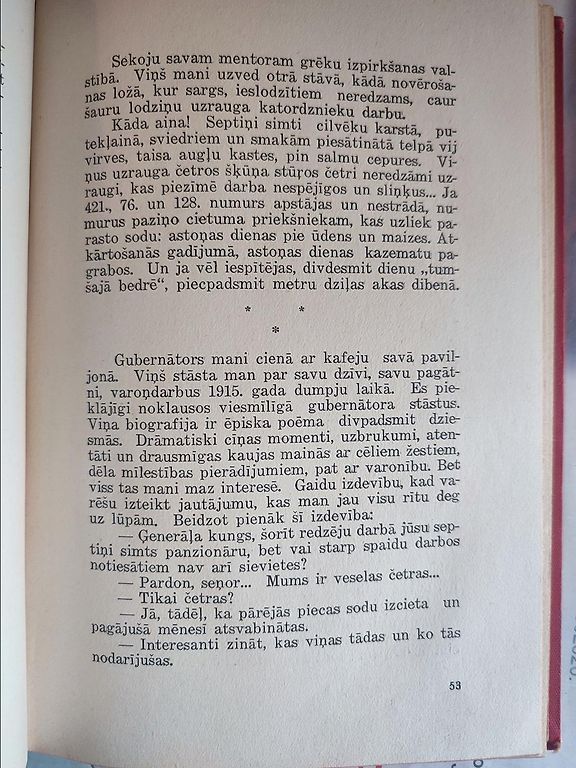 Sekoju savam mentoram grēku izpirkšanas val-
stībā. Viņš mani uzved otrā stāvā, kādā novēroša-
nas ložā, kur sargs, ieslodzītiem neredzams, caur
šauru lodziņu uzrauga katordznieku darbu.
Kāda aina! Septiņi simti cilvēku karstā, pu-
tekļainā, sviedriem un smakām piesātinātā telpā vij
virves, taisa augļu kastes, pin salmu cepures. Vi-
ņus uzrauga četros šķūņa stūros četri neredzāmi uz-
raugi, kas piezīmē darba nespējīgos un sliņķus... Ja
421., 76. un 128. numurs apstājas un nestrādā, nu-
murus paziņo cietuma priekšniekam, kas uzliek pa-
rasto sodu: astoņas dienas pie ūdens un maizes. At-
kārtošanās gadījumā, astoņas dienas kazematu pa-
grabos. Un ja vēl iespītējas, divdesmit dienu „tum-
šajā bedrē“, piecpadsmit metru dziļas akas dibenā.
* *
*
Gubernātors mani cienā ar kafeju savā pavil-
jonā. Viņš stāsta man par savu dzīvi, savu pagāt-
ni, varoņdarbus 1915. gada dumpju laikā. Es pie-
klājīgi noklausos viesmīlīgā gubernātora stāstus.
Viņa biografija ir ēpiska poēma divpadsmit dzie-
smās. Drāmatiski cīņas momenti, uzbrukumi, aten-
tāti un drausmīgas kaujas mainās ar cēliem žestiem,
dēla mīlestības pierādījumiem, pat ar varonību. Bet
viss tas mani maz interesē. Gaidu izdevību, kad va-
rēšu izteikt jautājumu, kas man jau visu rītu deg
uz lūpām. Beidzot pienāk šī izdevība:
— Ģenerāļa kungs, šorīt redzēju darbā jūsu sep-
tiņi simts panzionāru, bet vai starp spaidu darbos
notiesātiem nav arī sievietes?
— Pardon, seņor... Mums ir veselas četras...
— Tikai četras?
— Jā, tādēļ, ka pārējās piecas sodu izcieta un
pagājušā mēnesī atsvabinātas.
— Interesanti zināt, kas viņas tādas un ko tās
nodarījušas.
53